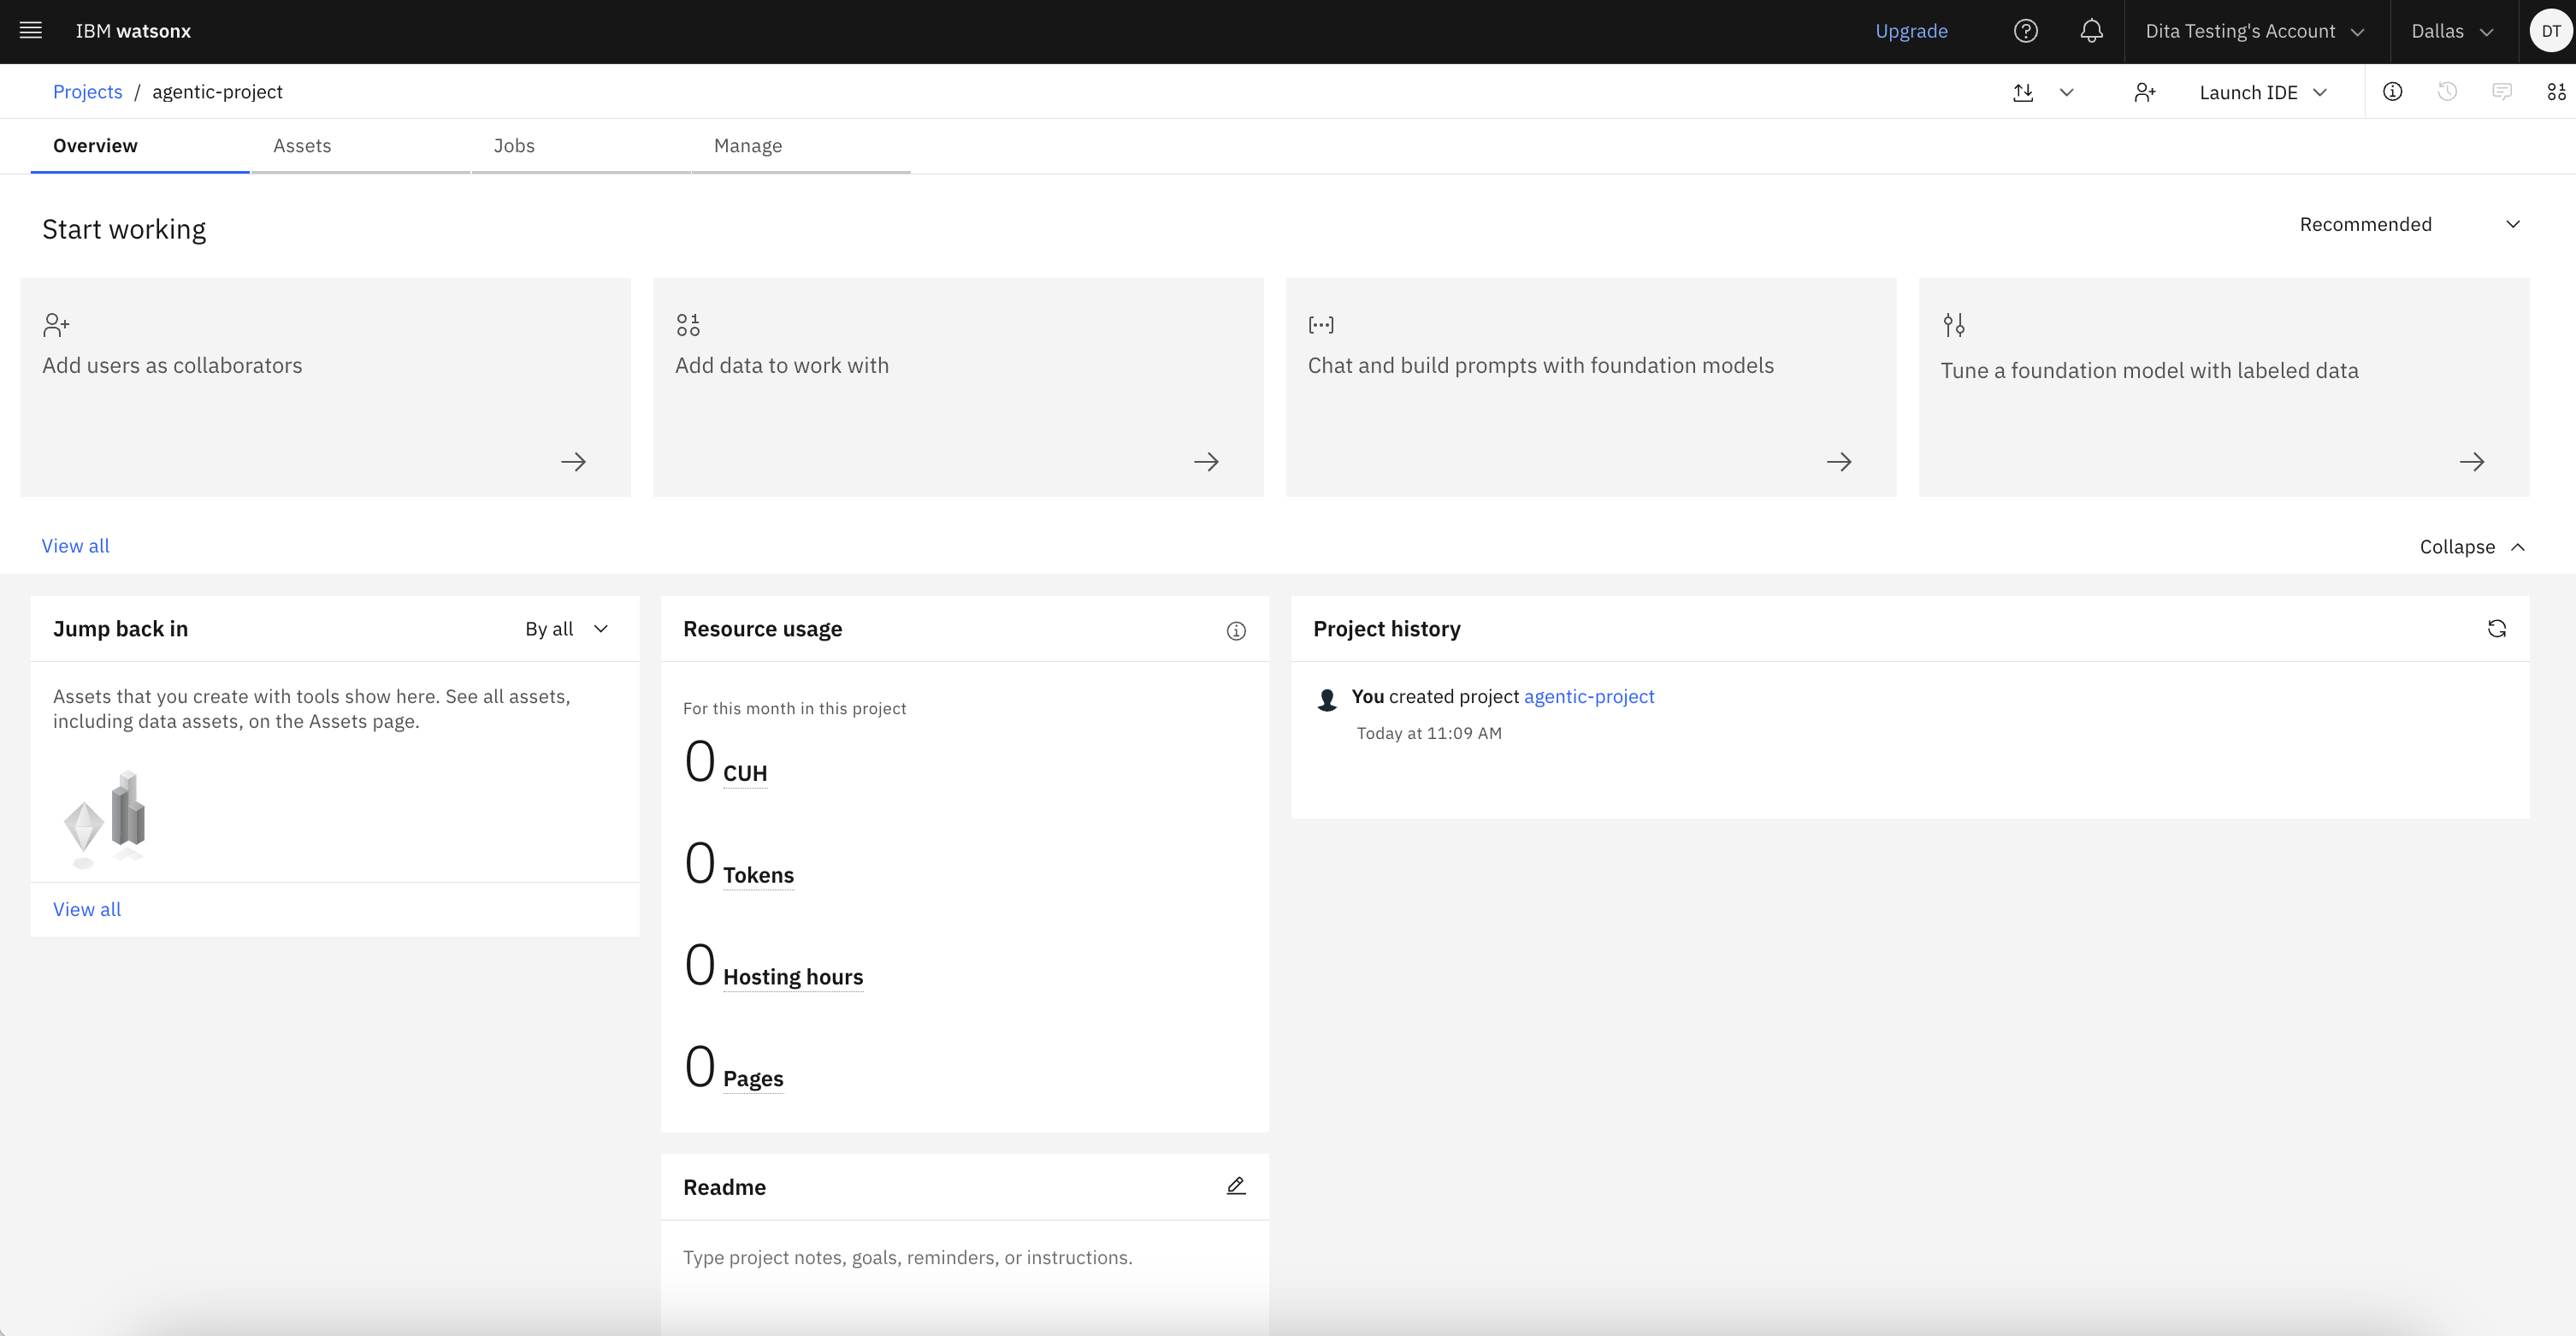 IBM watsonx
Upgrade
Dita Testing's Account
Dallas
DT
Projects / agentic-project
Launch IDE
Overview
Assets
Jobs
Manage
Start working
Recommended
Add users as collaborators
Add data to work with
Chat and build prompts with foundation models
Tune a foundation model with labeled data
View all
Collapse
Jump back in
By all
Assets that you create with tools show here. See all assets,
including data assets, on the Assets page.
View all
Resource usage
For this month in this project
0 CUH
0 Tokens
0 Hosting hours
0 Pages
Readme
Type project notes, goals, reminders, or instructions.
Project history
You created project agentic-project
Today at 11:09 AM